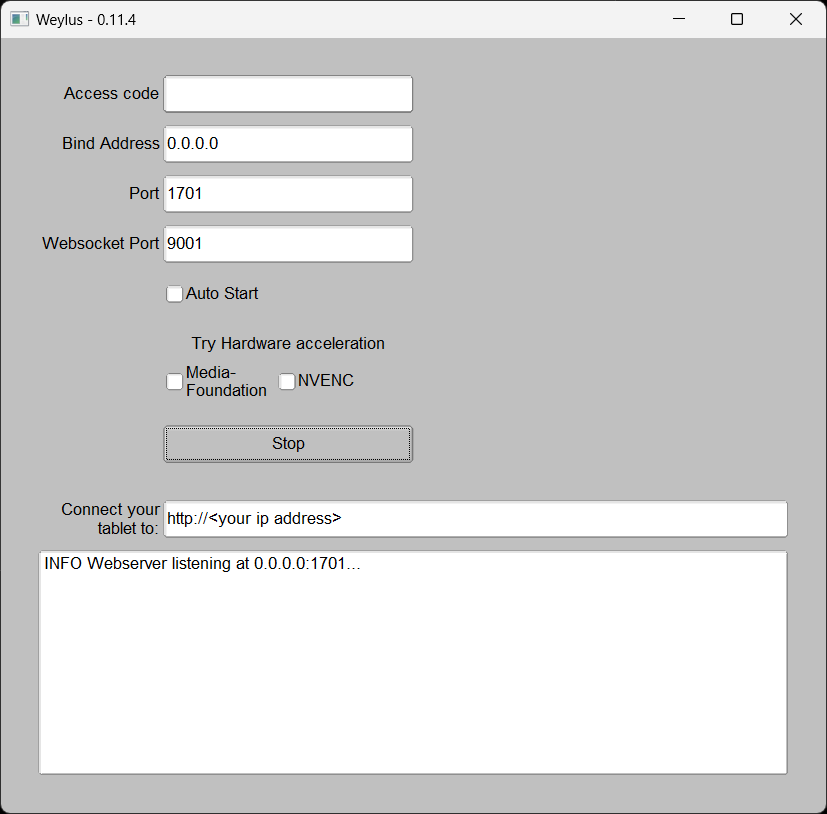 Weylus - 0.11.4
Access code
Bind Address 0.0.0.0
Port 1701
Websocket Port 9001
Auto Start
Try Hardware acceleration
Media-
Foundation
NVENC
Stop
Connect your
tablet to:
http://<your ip address>
INFO Webserver listening at 0.0.0.0:1701...